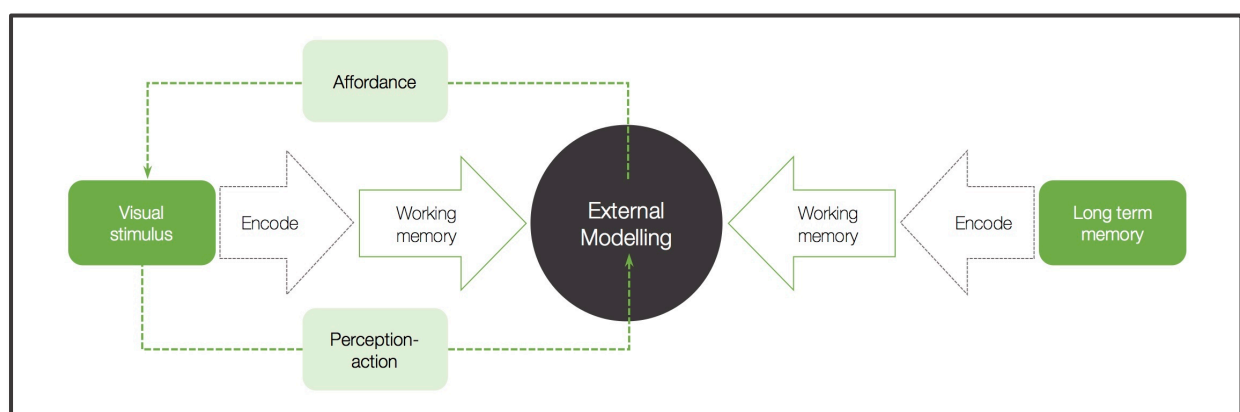 Affordance
Visual
stimulus
Encode
Working
memory
External
Modelling
Working
memory
Encode
Long term
memory
Perception-
action